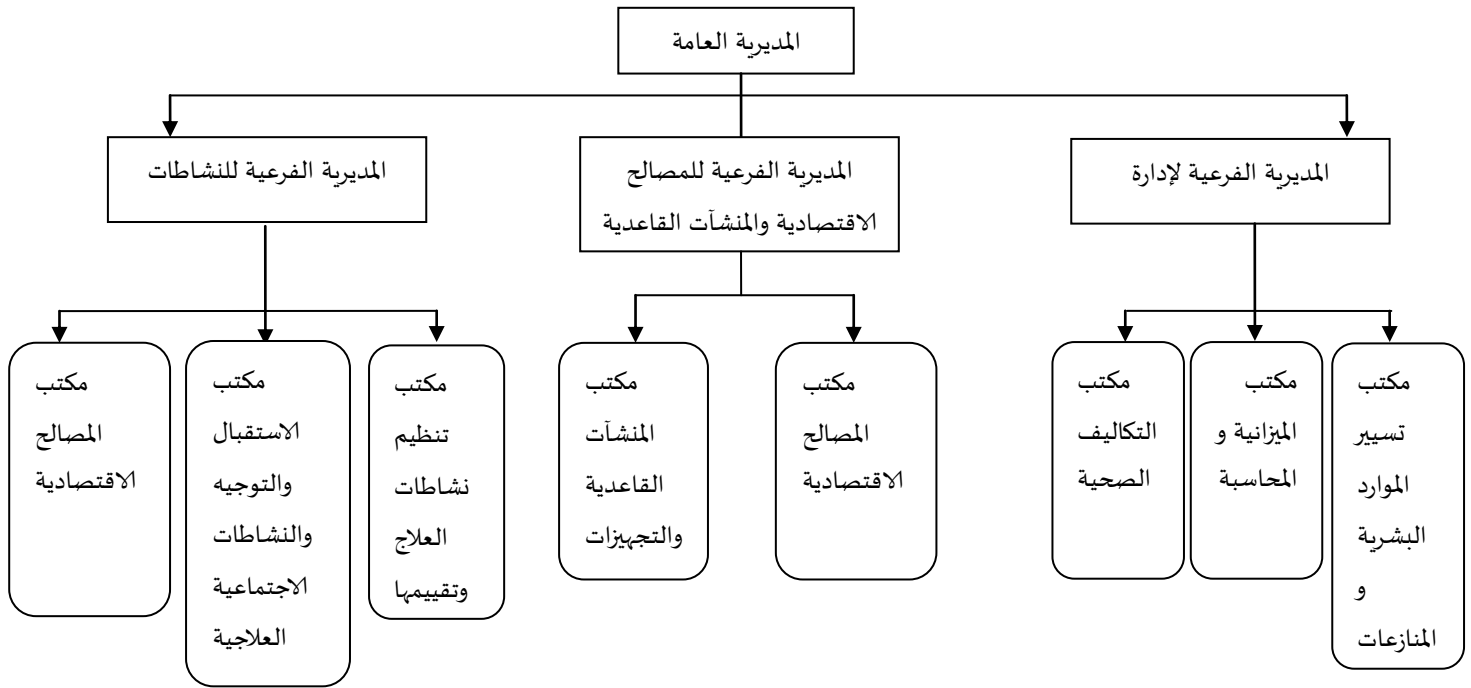 المديرية العامة
المديرية الفرعية لإدارة
المديرية الفرعية للمصالح
الاقتصادية والمنشآت القاعدية
المديرية الفرعية للنشاطات
مكتب
تسيير
الموارد
البشرية
و
المنازعات
مكتب
الميزانية و
المحاسبة
مكتب
التكاليف
الصحية
مكتب
المصالح
الاقتصادية
مكتب
المنشآت
القاعدية
والتجهيزات
مكتب
تنظيم
نشاطات
العلاج
وتقييمها
مكتب
الاستقبال
والتوجيه
والنشاطات
الاجتماعية
العلاجية
مكتب
المصالح
الاقتصادية